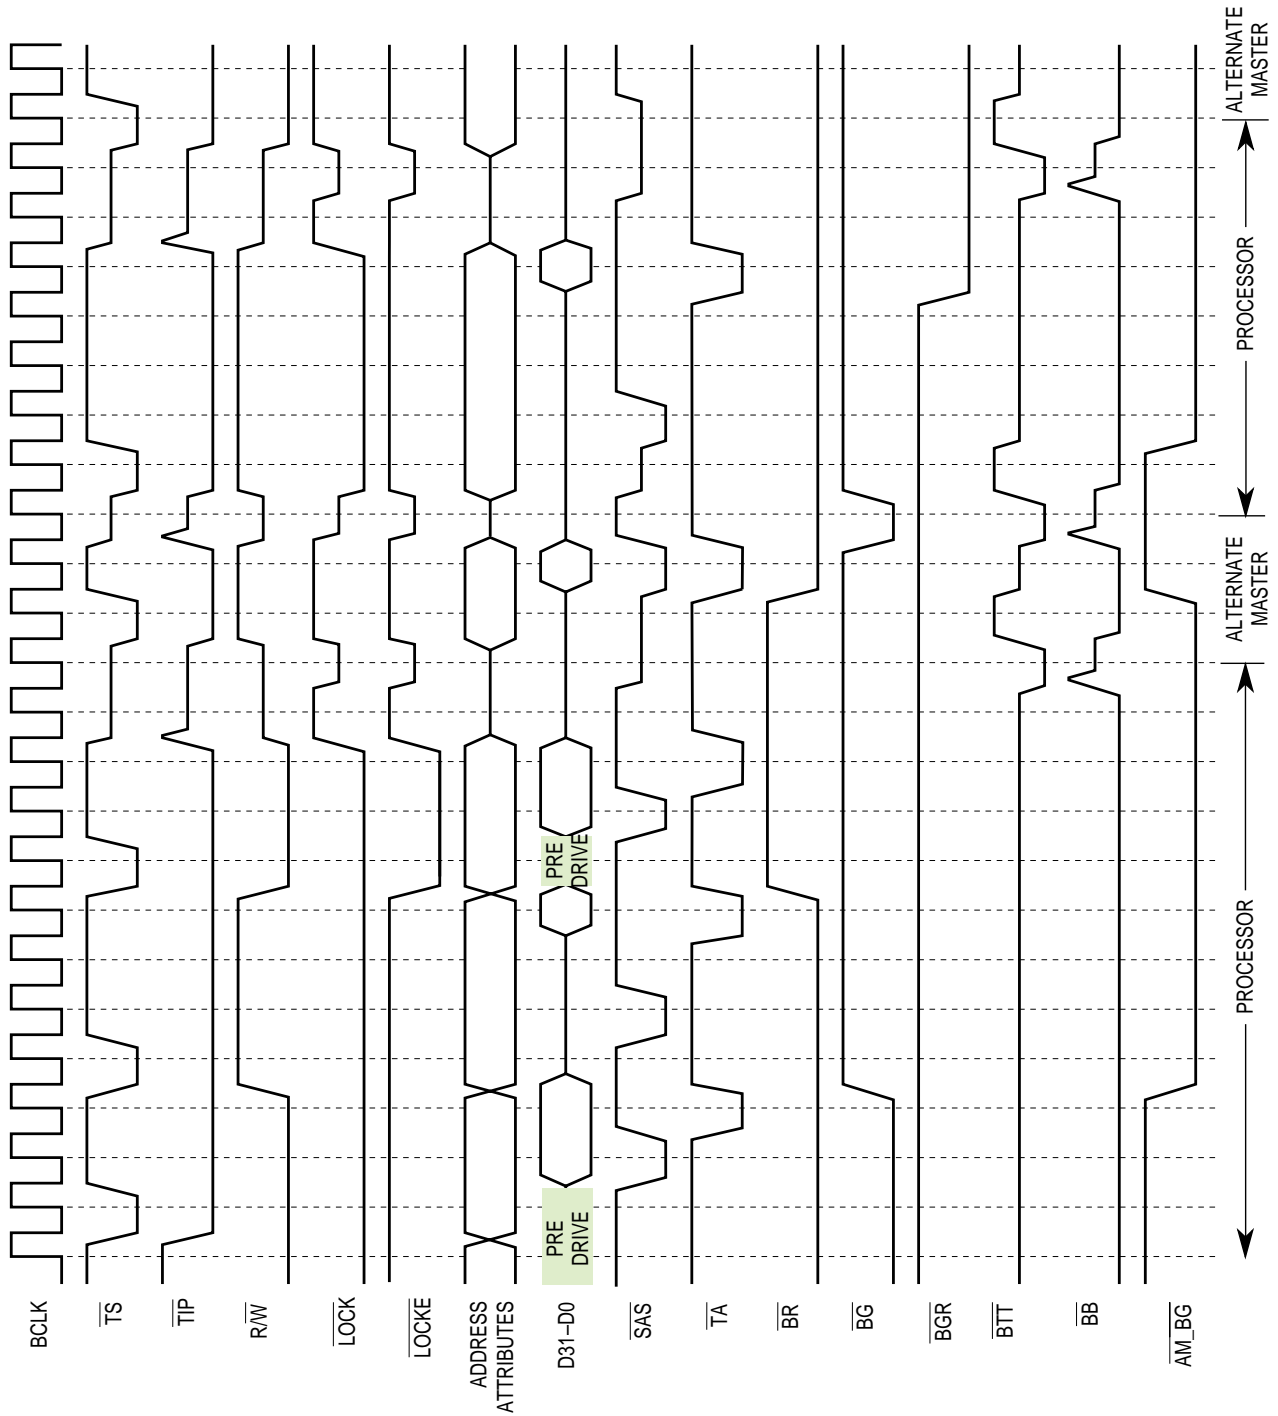 BCLK
TS
TIP
R/W
LOCK
LOCKE
ADDRESS
ATTRIBUTES
D31–D0
PRE
DRIVE
PRE
DRIVE
SAS
TA
BR
BG
BGR
BTT
BB
AM_BG
PROCESSOR
ALTERNATE
MASTER
PROCESSOR
ALTERNATE
MASTER